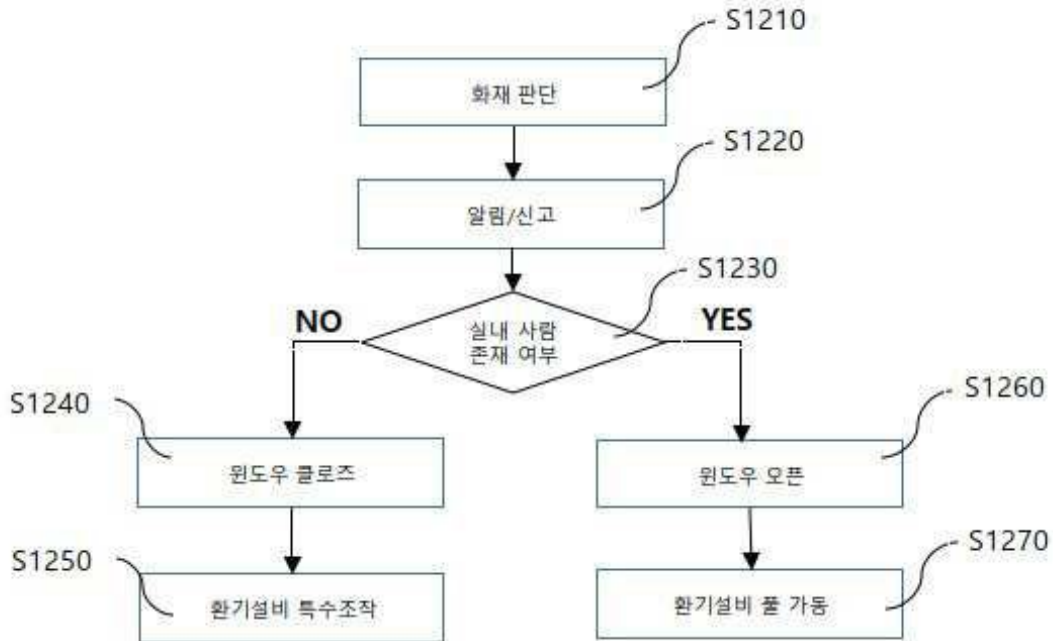 S1210
화재 판단
S1220
알림/신고
S1230
실내 사람
존재 여부
NO
YES
S1240
윈도우 클로즈
S1260
윈도우 오픈
S1250
환기설비 특수조작
S1270
환기설비 풀 가동